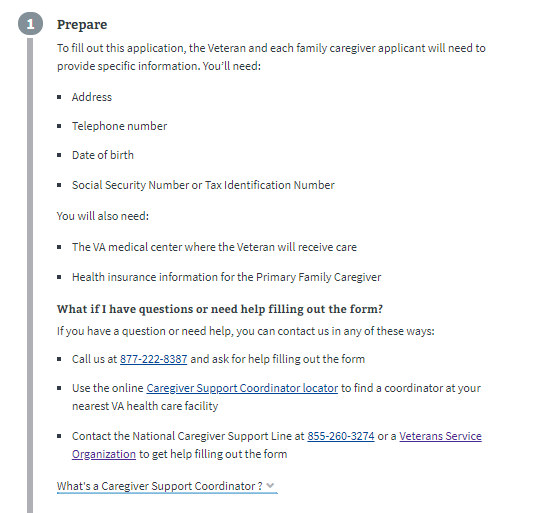 1
Prepare
To fill out this application, the Veteran and each family caregiver applicant will need to
provide specific information. You'll need:
Address
Telephone number
Date of birth
Social Security Number or Tax Identification Number
You will also need:
The VA medical center where the Veteran will receive care
Health insurance information for the Primary Family Caregiver
What if I have questions or need help filling out the form?
If you have a question or need help, you can contact us in any of these ways:
Call us at 877-222-8387 and ask for help filling out the form
Use the online Caregiver Support Coordinator locator to find a coordinator at your
nearest VA health care facility
Contact the National Caregiver Support Line at 855-260-3274 or a Veterans Service
Organization to get help filling out the form
What's a Caregiver Support Coordinator ?